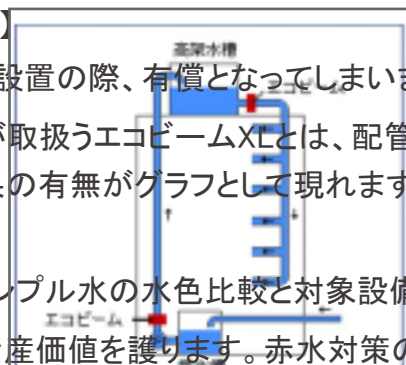 】
高架水槽
設置の際、有償となってしまいま
エコビーム
が取扱うエコビームXLとは、配管
の有無がグラフとして現れます
プル水の水色比較と対象設備
エコビーム
産価値を護ります。赤水対策の